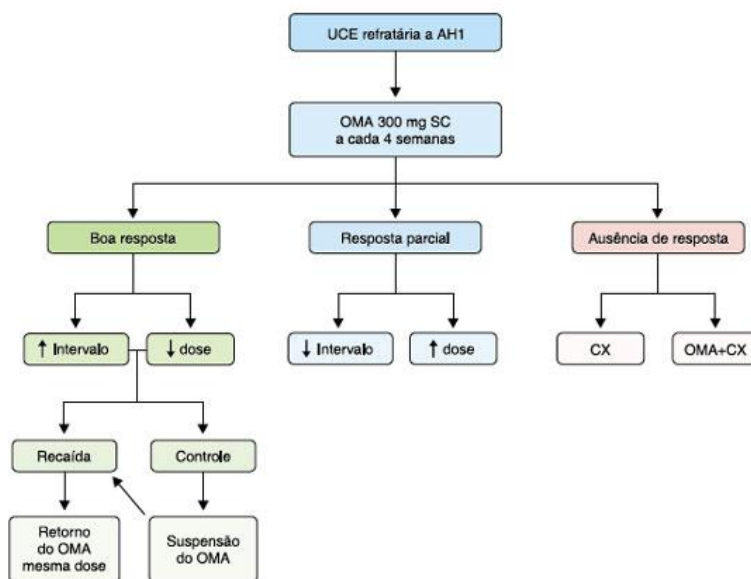 UCE refratária a AH1
OMA 300 mg SC
a cada 4 semanas
Boa resposta
Resposta parcial
Ausência de resposta
↑ Intervalo
↓ dose
↓ Intervalo
↑ dose
CX
OMA+CX
Recaída
Controle
Retorno
do OMA
mesma dose
Suspensão
do OMA